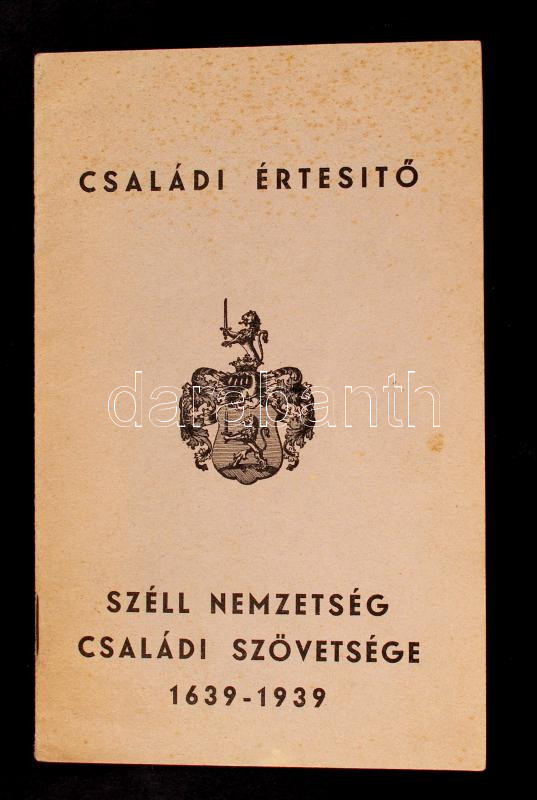 CSALÁDI ÉRTESITŐ
darabanth
SZÉLL NEMZETSÉG
CSALÁDI SZÖVETSÉGE
1639-1939